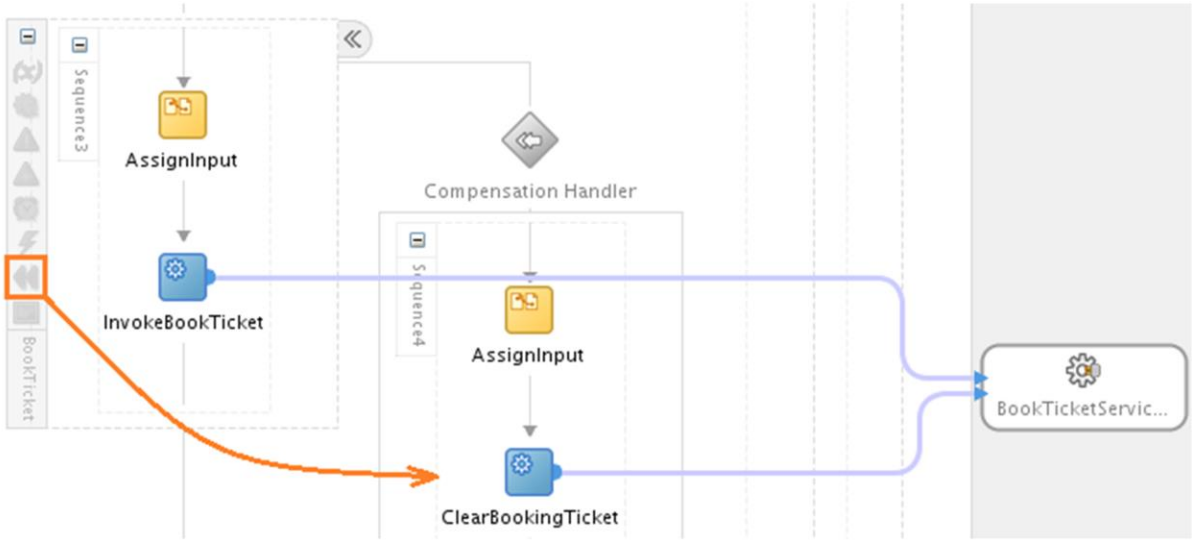 Sequence3
AssignInput
Compensation Handler
InvokeBookTicket
Sequence4
AssignInput
BookTicket
BookTicketServic...
ClearBookingTicket